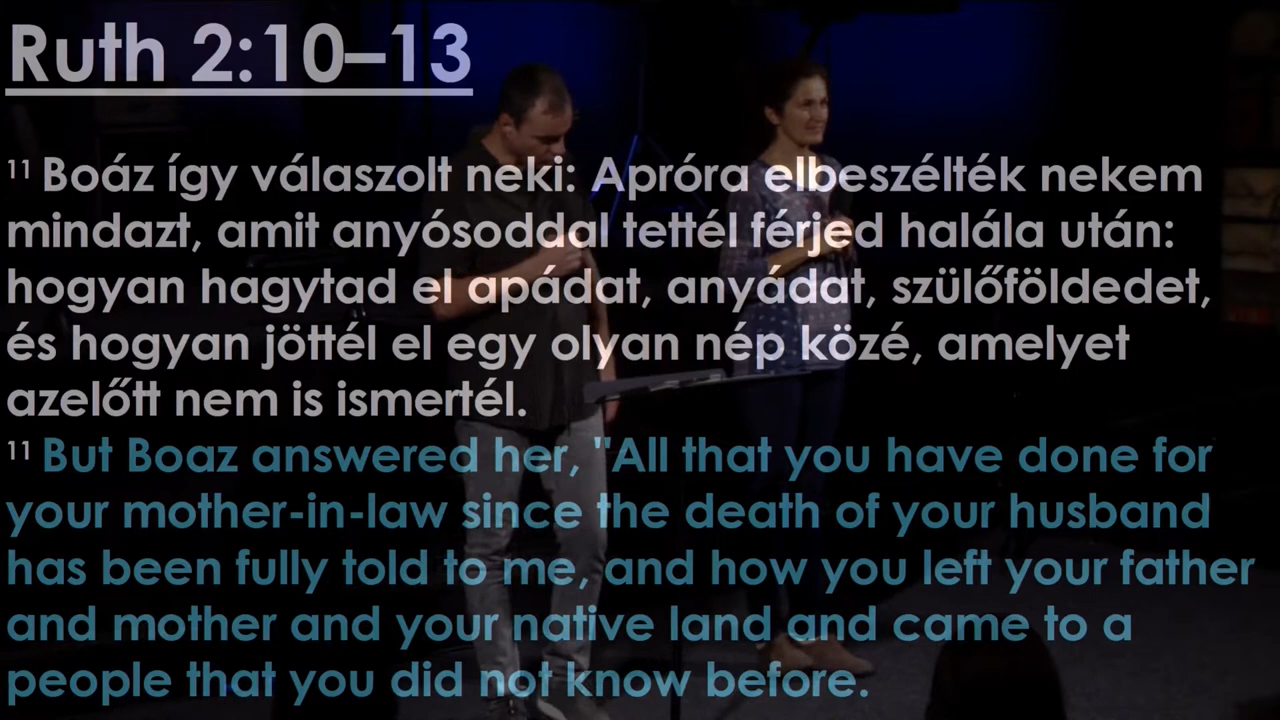 Ruth 2:10–13
11 Boáz így válaszolt neki: Apróra elbeszélték nekem
mindazt, amit anyósoddal tettél férjed halála után:
hogyan hagytad el apádat, anyádat, szülőföldedet,
és hogyan jöttél el egy olyan nép közé, amelyet
azelőtt nem is ismertél.
11 But Boaz answered her, "All that you have done for
your mother-in-law since the death of your husband
has been fully told to me, and how you left your father
and mother and your native land and came to a
people that you did not know before.